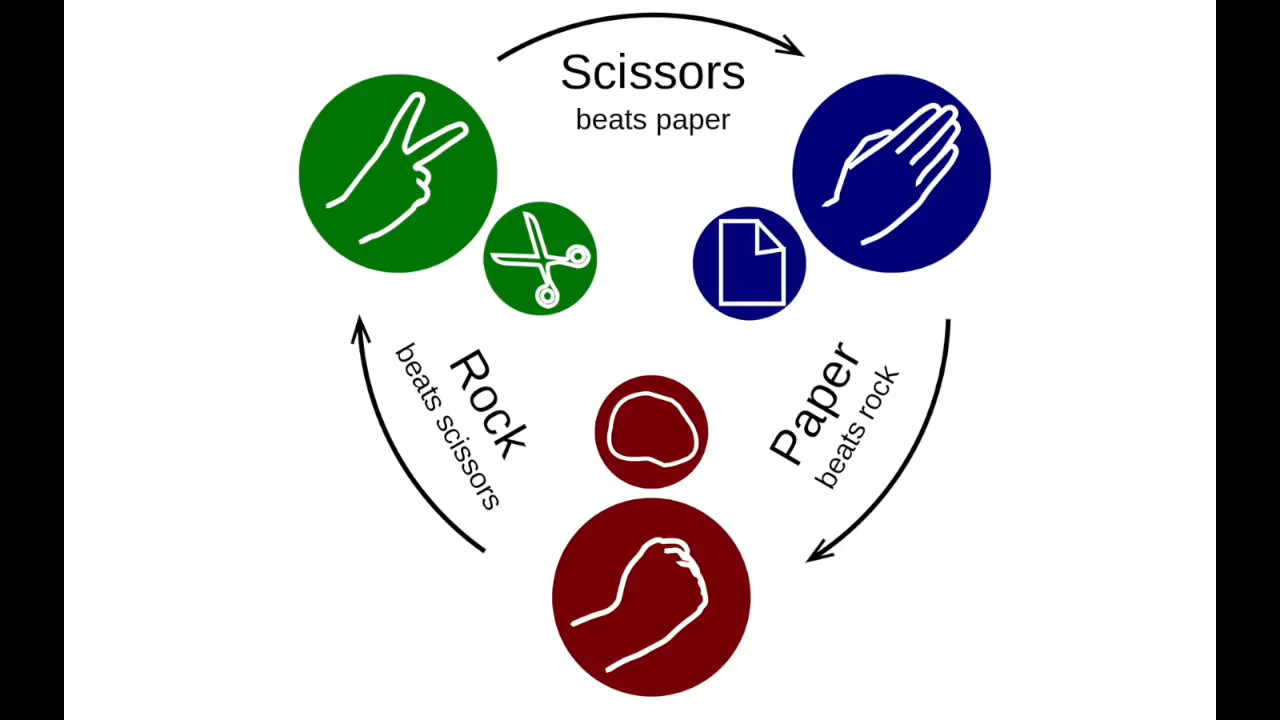 Scissors
beats paper
Paper
beats rock
Rock
beats scissors